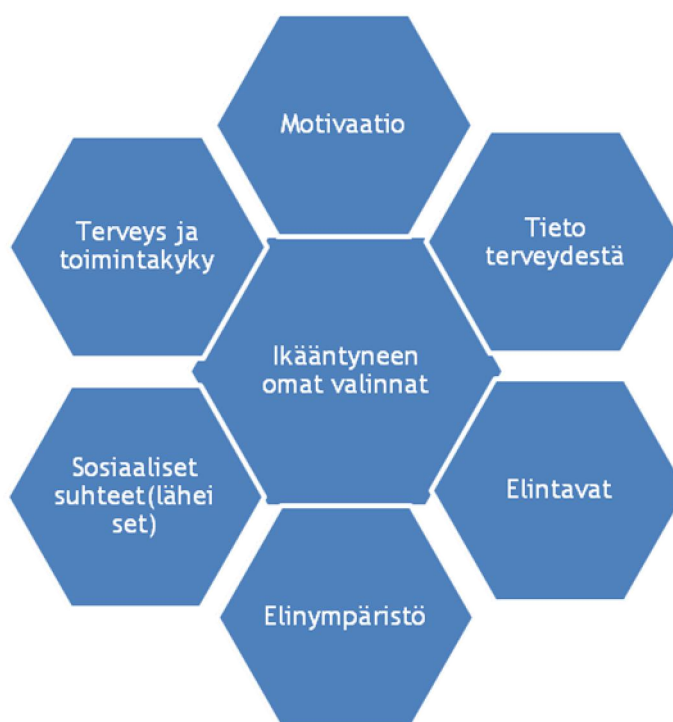 Motivaatio
Terveys ja
toimintakyky
Tieto
terveydestä
Ikääntyneen
omat valinnat
Sosiaaliset
suhteet(lähei
set)
Elintavat
Elinympäristö